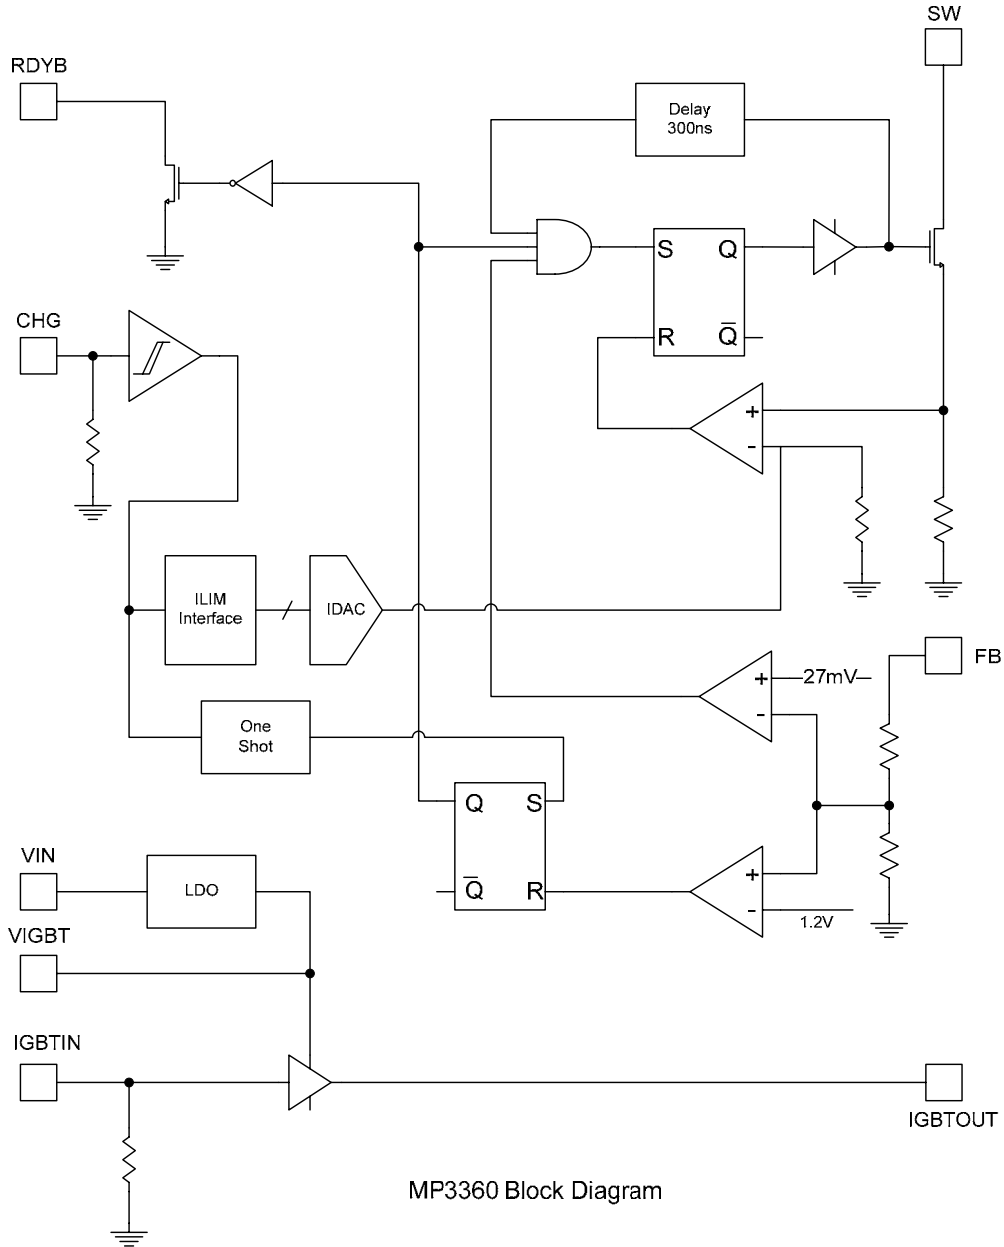 SW
RDYB
Delay
300ns
S Q
R Q̅
CHG
+
-
ILIM
Interface
IDAC
FB
+ 27mV
-
One
Shot
Q S
Q̅ R
+
- 1.2V
VIN
LDO
VIGBT
IGBTIN
IGBTOUT
MP3360 Block Diagram